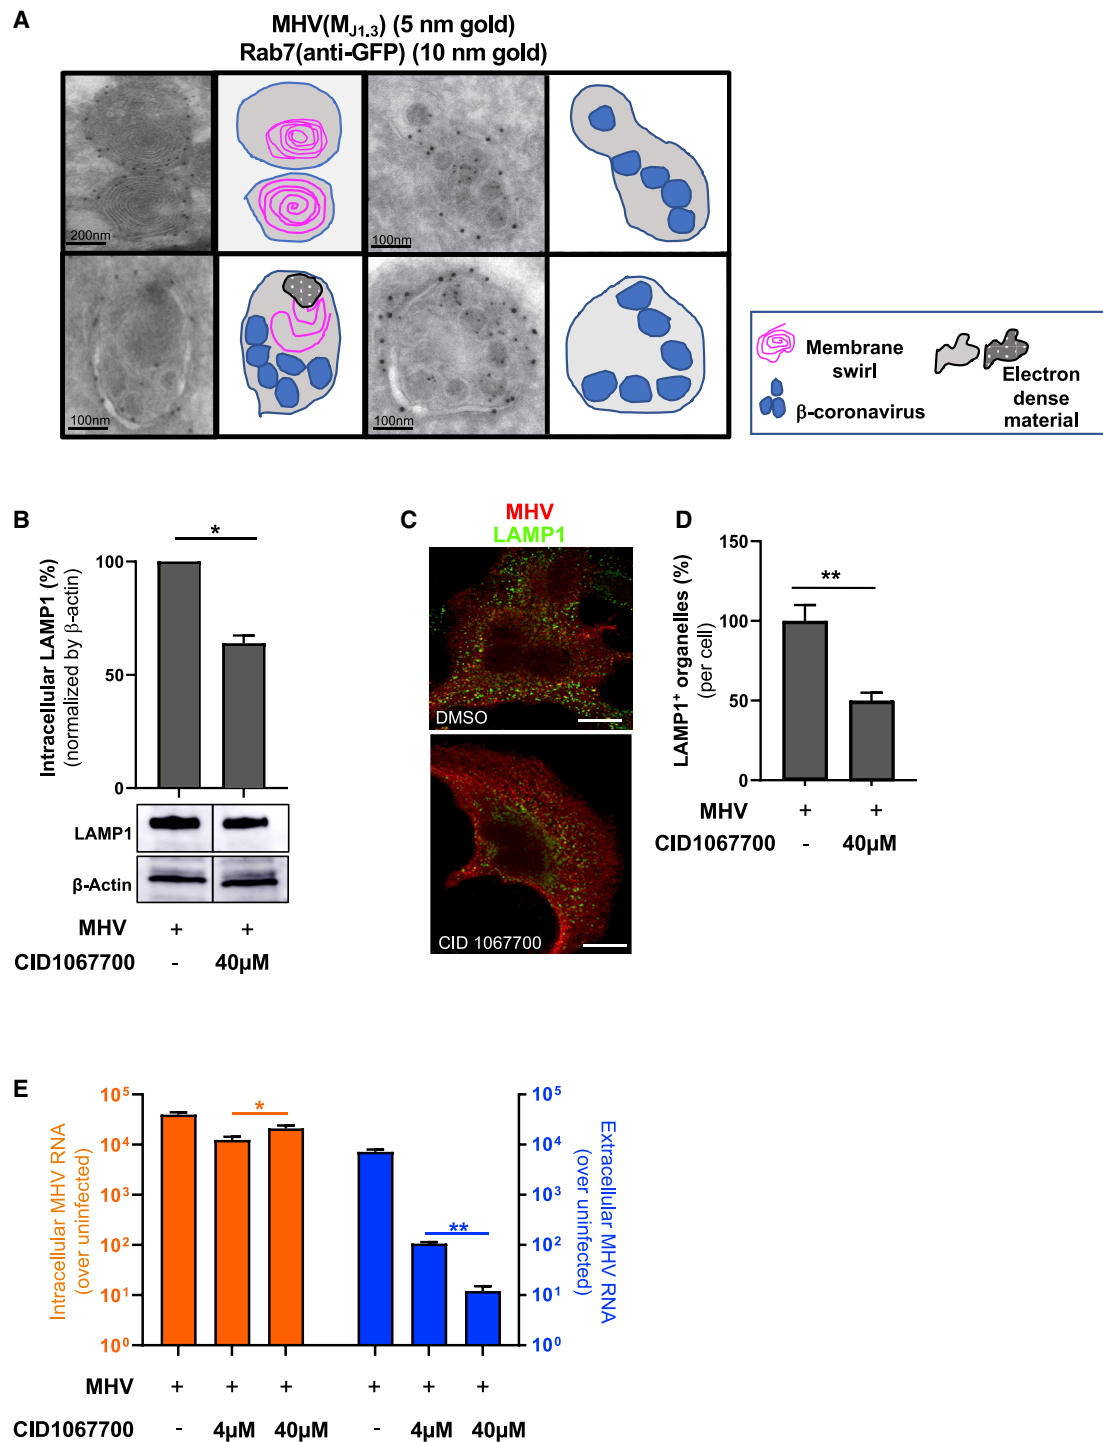 A
MHV(MJ1.3) (5 nm gold)
Rab7(anti-GFP) (10 nm gold)
200nm
100nm
100nm
100nm
Membrane
swirl
β-coronavirus
Electron
dense
material
B
*
Intracellular LAMP1 (%)
(normalized by β-actin)
100
50
0
LAMP1
β-Actin
MHV + +
CID1067700 - 40μM
C
MHV
LAMP1
DMSO
CID 1067700
D
**
LAMP1+ organelles (%)
(per cell)
150
100
50
0
MHV + +
CID1067700 - 40μM
E
Intracellular MHV RNA
(over uninfected)
10⁵
10⁴
10³
10²
10¹
10⁰
*
**
10⁵
10⁴
10³
10²
10¹
10⁰
Extracellular MHV RNA
(over uninfected)
MHV + + + + + +
CID1067700 - 4μM 40μM - 4μM 40μM